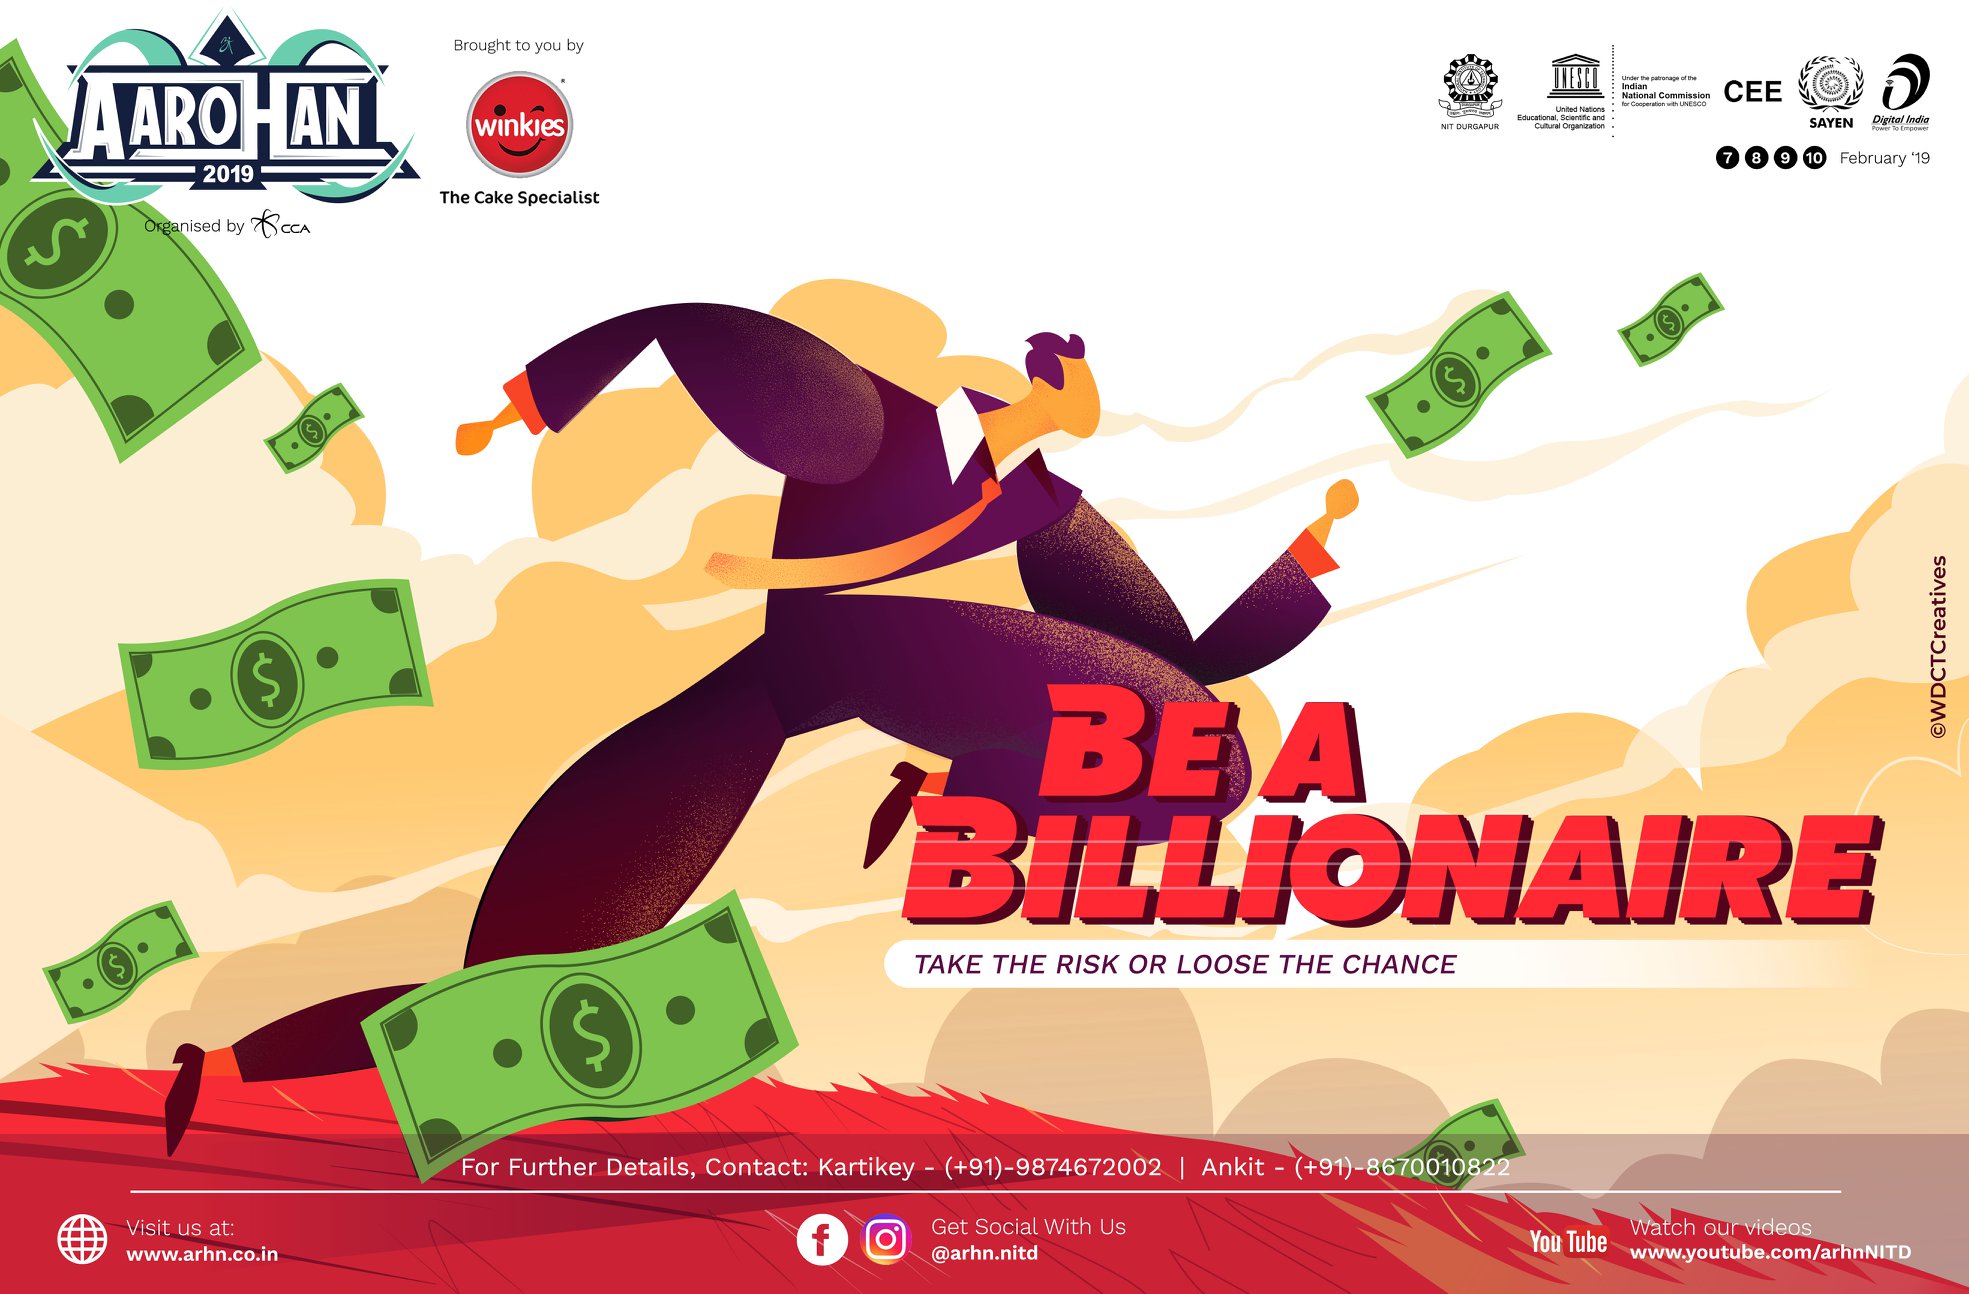 AAROHAN
2019
Organised by CCA
Brought to you by
winkies
The Cake Specialist
NIT DURGAPUR
UNESCO
United Nations
Educational, Scientific and
Cultural Organization
Under the patronage of the
Indian
National Commission
for Cooperation with UNESCO
CEE
SAYEN
Digital India
Power To Empower
7 8 9 10 February ‘19
©WDCTCreatives
BE A
BILLIONAIRE
TAKE THE RISK OR LOOSE THE CHANCE
For Further Details, Contact: Kartikey - (+91)-9874672002 | Ankit - (+91)-8670010822
Visit us at:
www.arhn.co.in
Get Social With Us
@arhn.nitd
You Tube
Watch our videos
www.youtube.com/arhnNITD